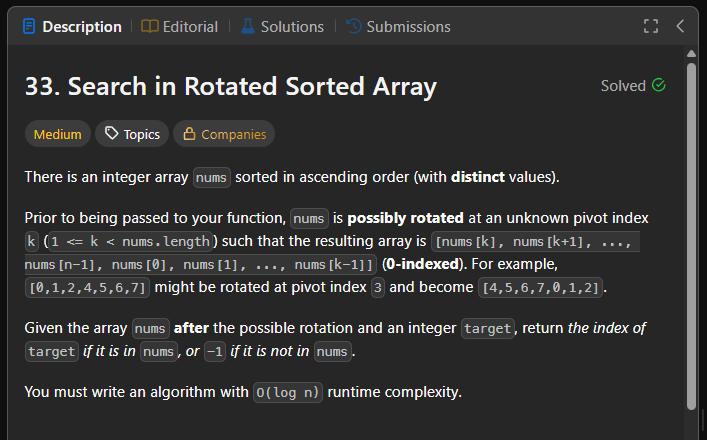 Description | Editorial | Solutions | Submissions
33. Search in Rotated Sorted Array
Solved
Medium Topics Companies
There is an integer array nums sorted in ascending order (with distinct values).
Prior to being passed to your function, nums is possibly rotated at an unknown pivot index
k (1 <= k < nums.length) such that the resulting array is [nums[k], nums[k+1], ...,
nums[n-1], nums[0], nums[1], ..., nums[k-1]] (0-indexed). For example,
[0,1,2,4,5,6,7] might be rotated at pivot index 3 and become [4,5,6,7,0,1,2].
Given the array nums after the possible rotation and an integer target, return the index of
target if it is in nums, or -1 if it is not in nums.
You must write an algorithm with O(log n) runtime complexity.